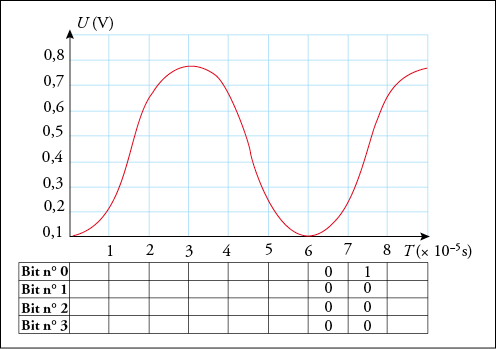 U (V)
0,8
0,7
0,6
0,5
0,4
0,3
0,2
0,1
1 2 3 4 5 6 7 8 T (× 10⁻⁵s)
Bit n° 0 0 1
Bit n° 1 0 0
Bit n° 2 0 0
Bit n° 3 0 0